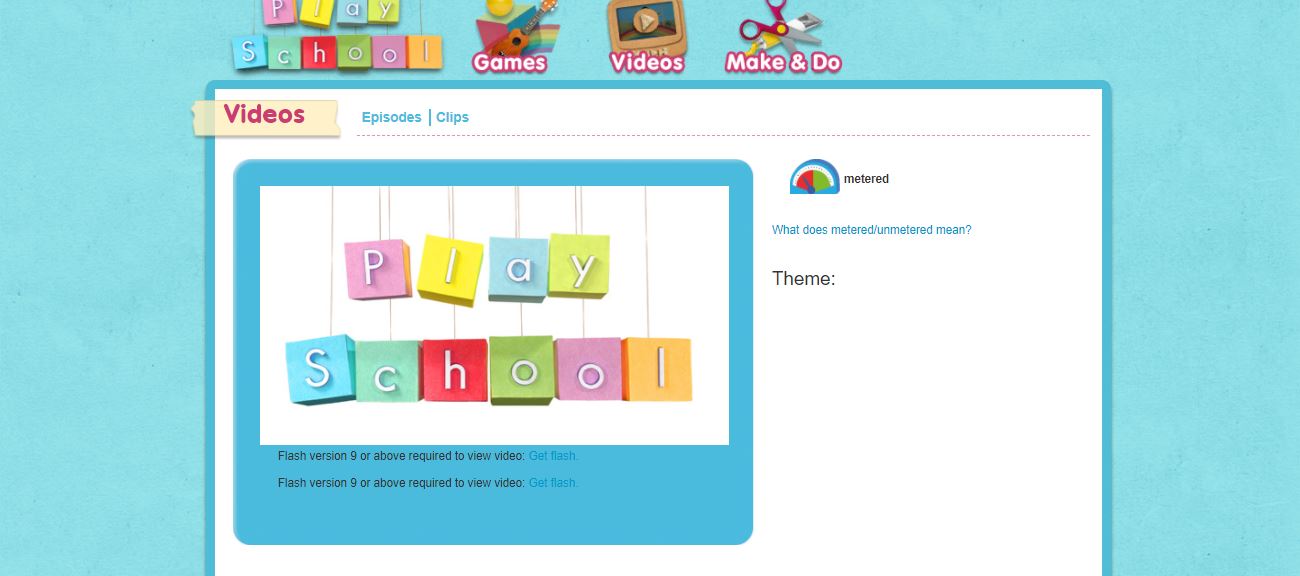 Play
School
Games
Videos
Make & Do
Videos
Episodes | Clips
Play
School
Flash version 9 or above required to view video: Get flash.
Flash version 9 or above required to view video: Get flash.
metered
What does metered/unmetered mean?
Theme: